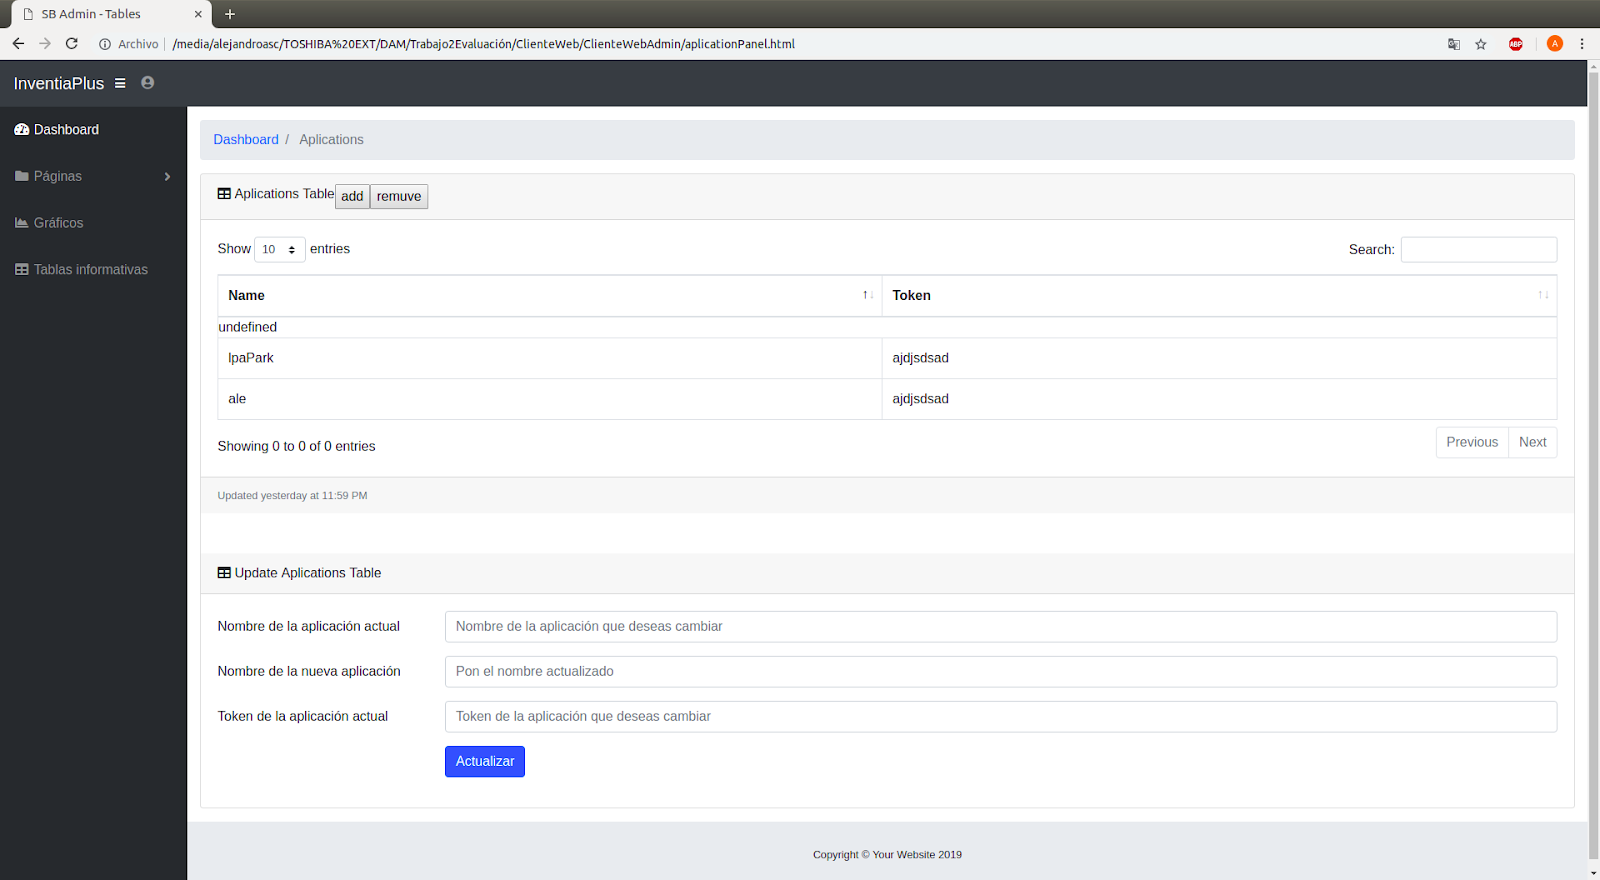 SB Admin - Tables
Archivo /media/alejandroasc/TOSHIBA%20EXT/DAM/Trabajo2Evaluación/ClienteWeb/ClienteWebAdmin/aplicationPanel.html
ABP
A
InventiaPlus
Dashboard
Páginas
Gráficos
Tablas informativas
Dashboard / Aplications
Aplications Table add remuve
Show 10 entries
Search:
Name Token
undefined
lpaPark ajdjsdsad
ale ajdjsdsad
Showing 0 to 0 of 0 entries
Previous Next
Updated yesterday at 11:59 PM
Update Aplications Table
Nombre de la aplicación actual Nombre de la aplicación que deseas cambiar
Nombre de la nueva aplicación Pon el nombre actualizado
Token de la aplicación actual Token de la aplicación que deseas cambiar
Actualizar
Copyright © Your Website 2019